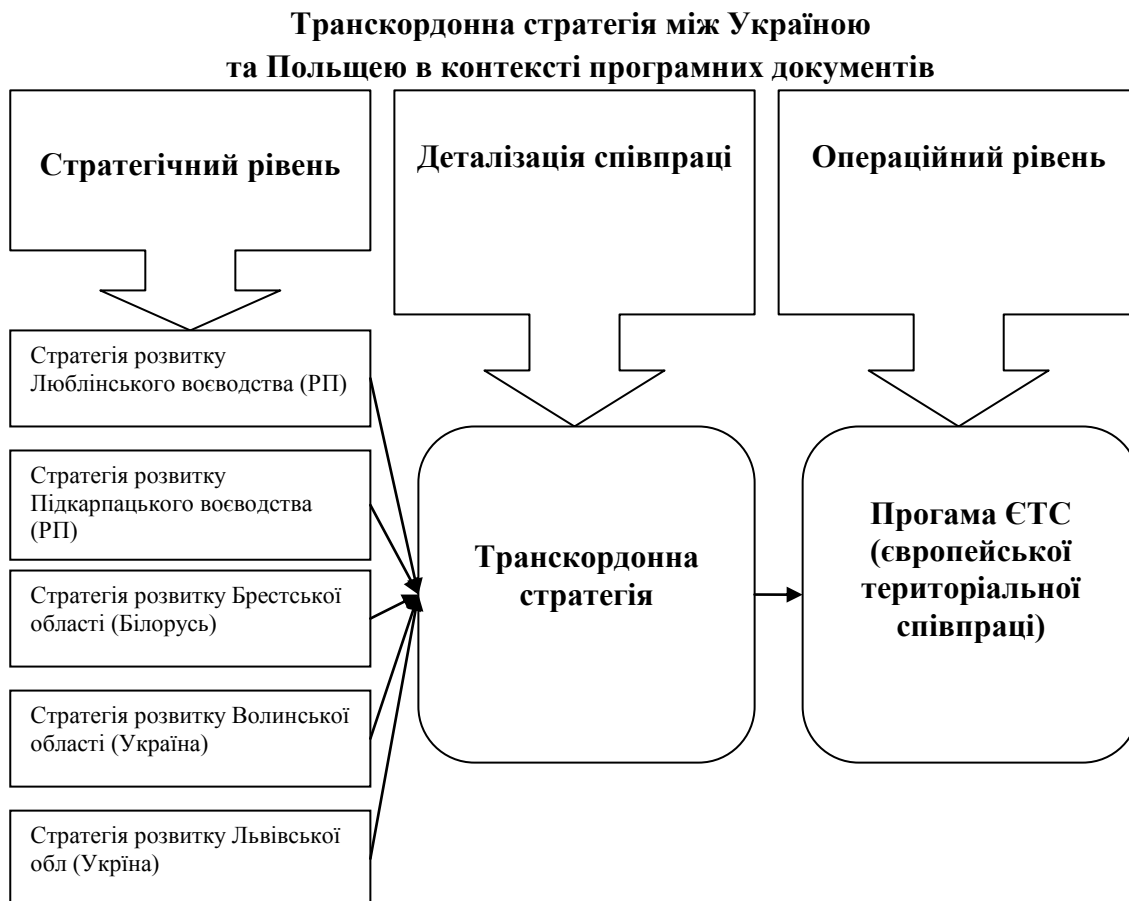 Транскордонна стратегія між Україною
та Польщею в контексті програмних документів
Стратегічний рівень
Деталізація співпраці
Операційний рівень
Стратегія розвитку
Люблінського воєводства (РП)
Стратегія розвитку
Підкарпацького воєводства
(РП)
Стратегія розвитку Брестської
області (Білорусь)
Стратегія розвитку Волинської
області (Україна)
Стратегія розвитку Львівської
обл (Укрїна)
Транскордонна
стратегія
Прогама ЄТС
(європейської
територіальної
співпраці)